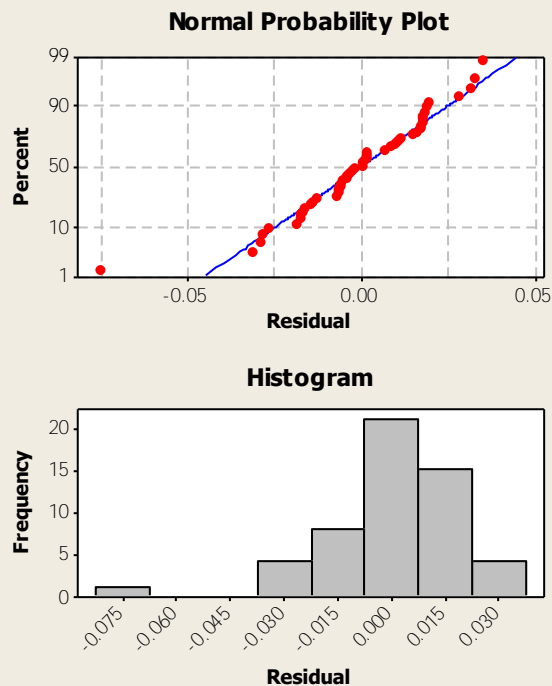 Normal Probability Plot
99
90
50
10
1
Percent
-0.05 0.00 0.05
Residual
Histogram
20
15
10
5
0
Frequency
-0.075 -0.060 -0.045 -0.030 -0.015 0.000 0.015 0.030
Residual